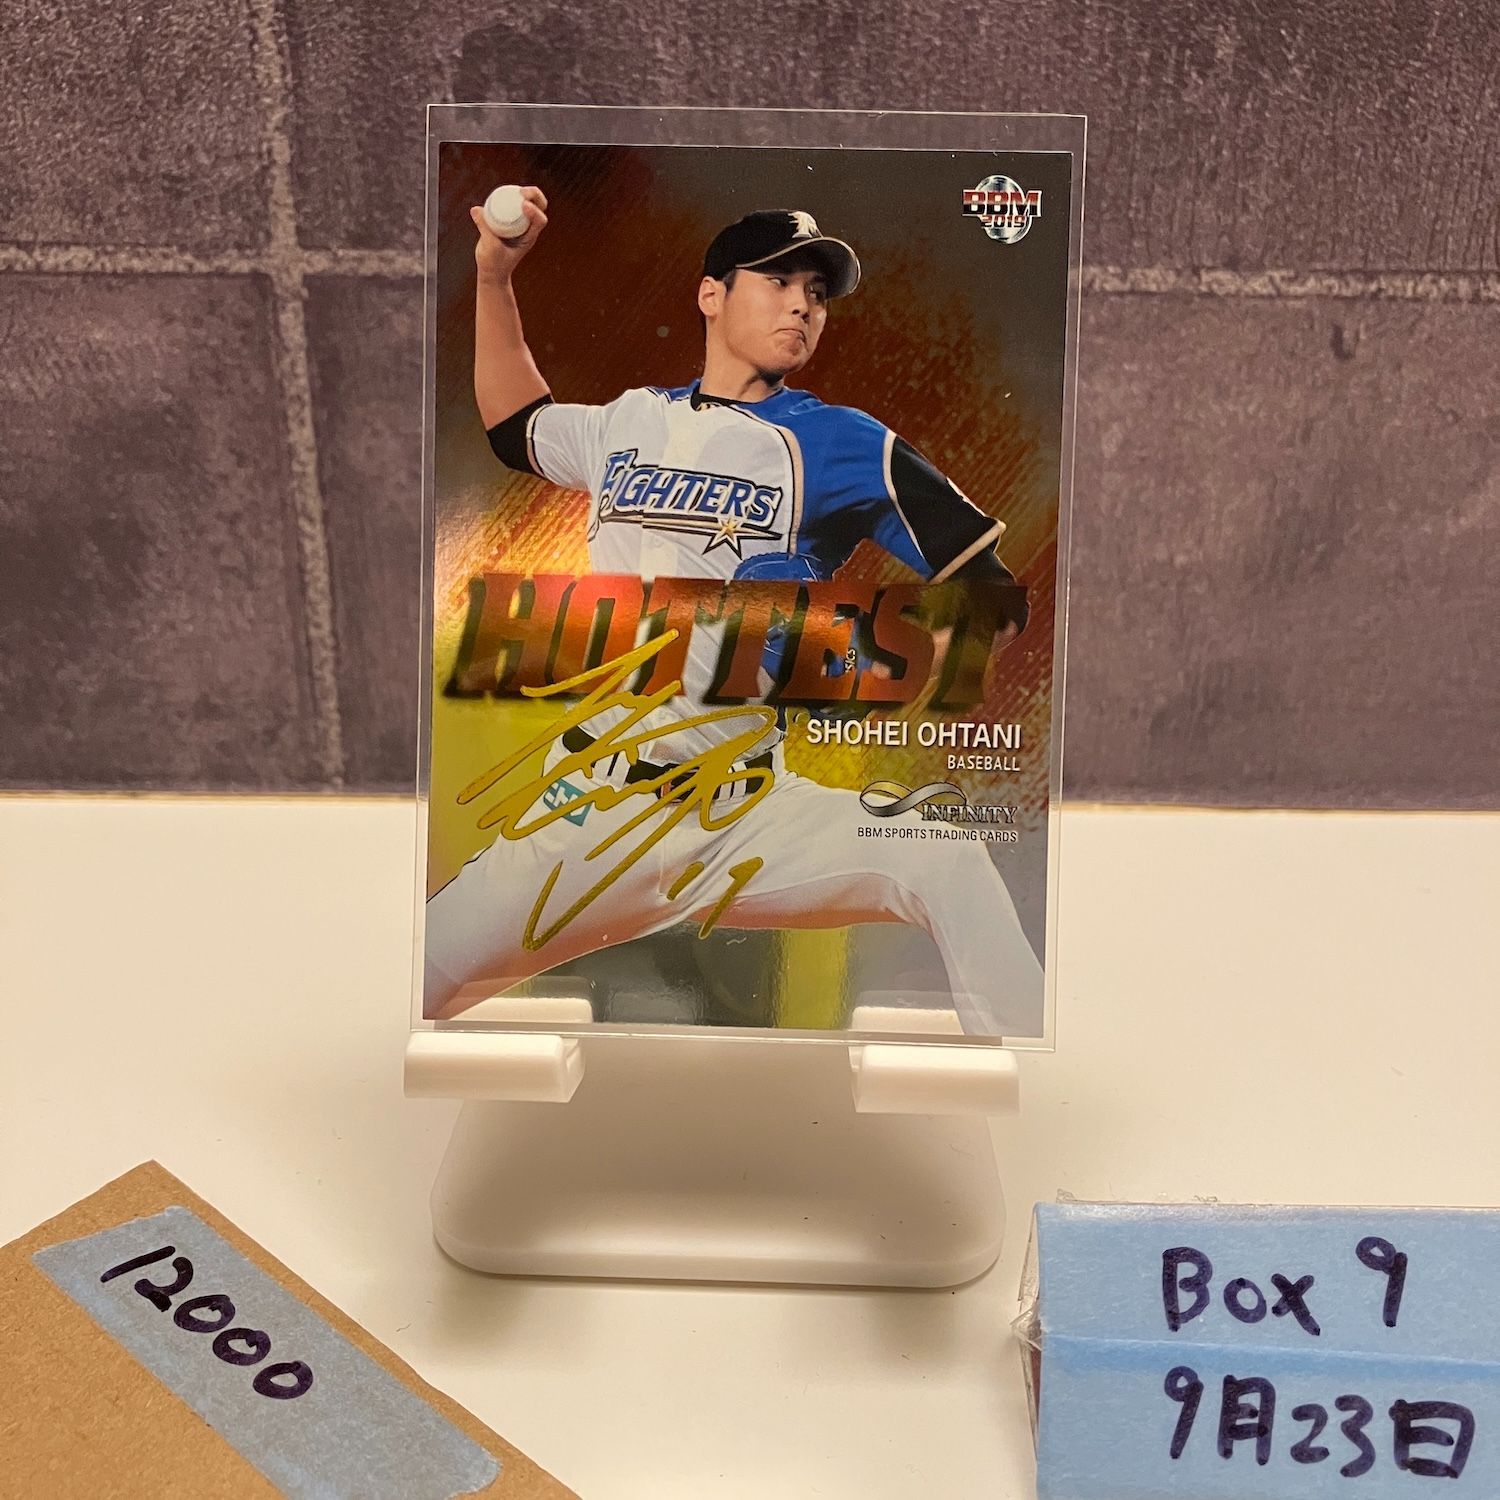 BBM
2019
FIGHTERS
HOTTEST
SHOHEI OHTANI
BASEBALL
INFINITY
BBM SPORTS TRADING CARDS
17
12000
Box 9
9月23日